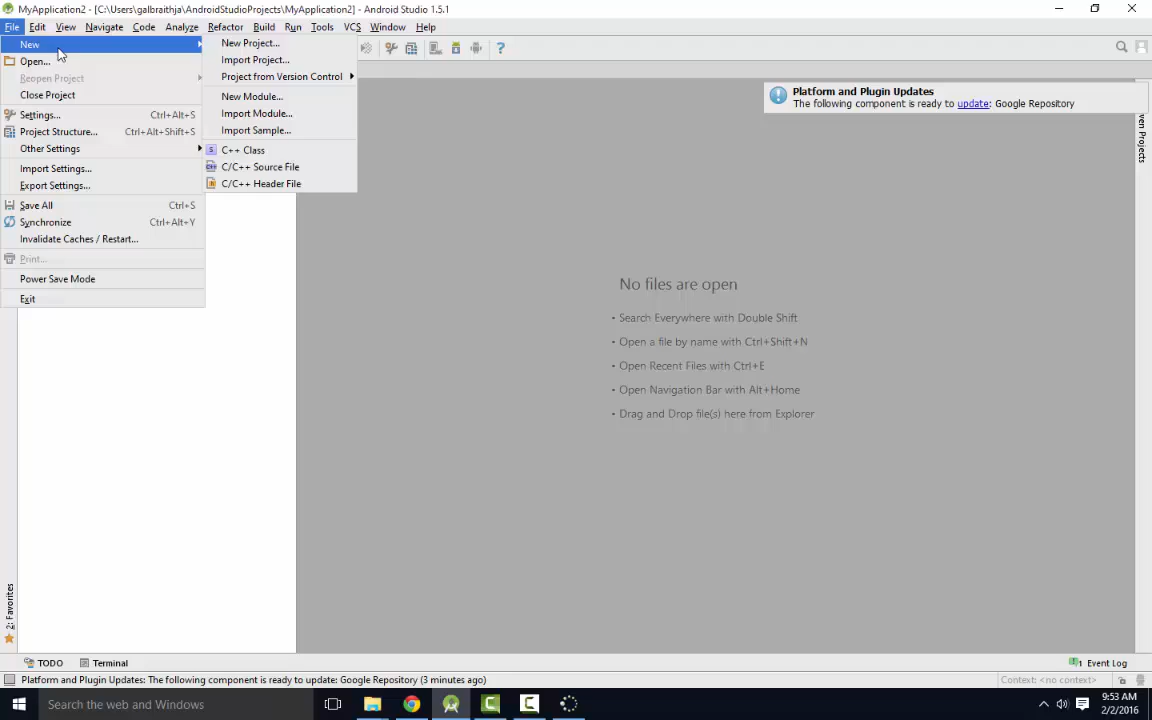 MyApplication2 - [C:\Users\galbraithja\AndroidStudioProjects\MyApplication2] - Android Studio 1.5.1
File Edit View Navigate Code Analyze Refactor Build Run Tools VCS Window Help
New
Open...
Reopen Project
Close Project
Settings... Ctrl+Alt+S
Project Structure... Ctrl+Alt+Shift+S
Other Settings
Import Settings...
Export Settings...
Save All Ctrl+S
Synchronize Ctrl+Alt+Y
Invalidate Caches / Restart...
Print...
Power Save Mode
Exit
New Project...
Import Project...
Project from Version Control
New Module...
Import Module...
Import Sample...
C++ Class
C/C++ Source File
C/C++ Header File
Platform and Plugin Updates
The following component is ready to update: Google Repository
Projects
No files are open
• Search Everywhere with Double Shift
• Open a file by name with Ctrl+Shift+N
• Open Recent Files with Ctrl+E
• Open Navigation Bar with Alt+Home
• Drag and Drop file(s) here from Explorer
2: Favorites
TODO Terminal 1 Event Log
Platform and Plugin Updates: The following component is ready to update: Google Repository (3 minutes ago) Context: <no context>
Search the web and Windows
9:53 AM
2/2/2016